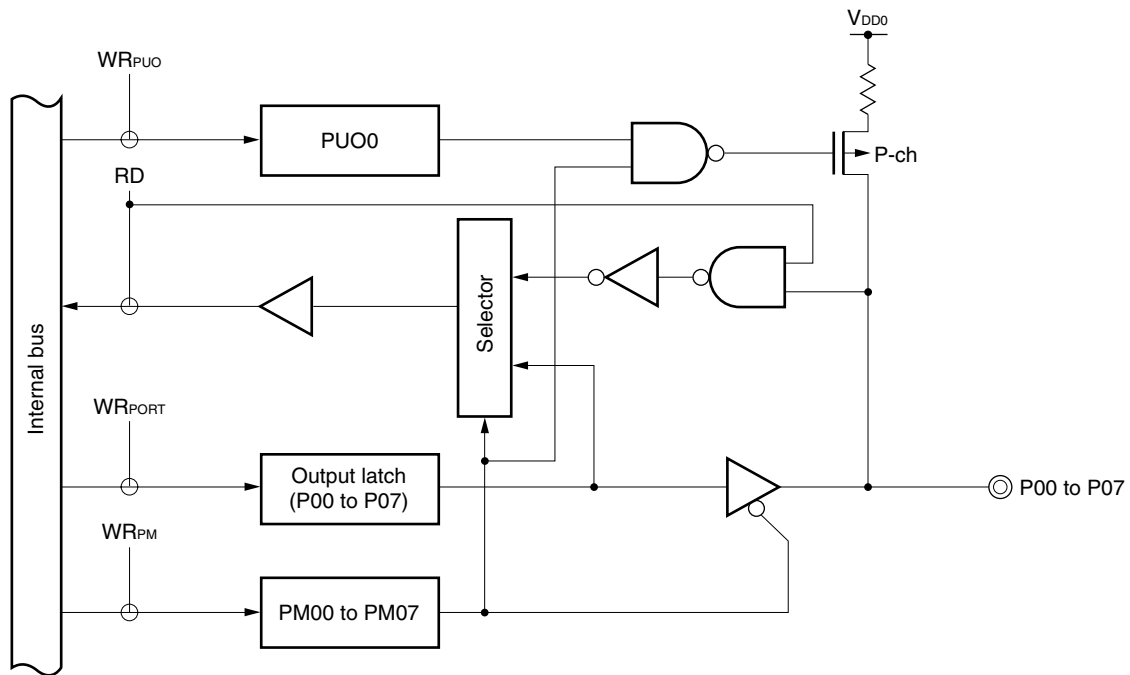 VDD0
WRPUO
PUO0
P-ch
RD
Selector
Internal bus
WRPORT
Output latch
(P00 to P07)
P00 to P07
WRPM
PM00 to PM07